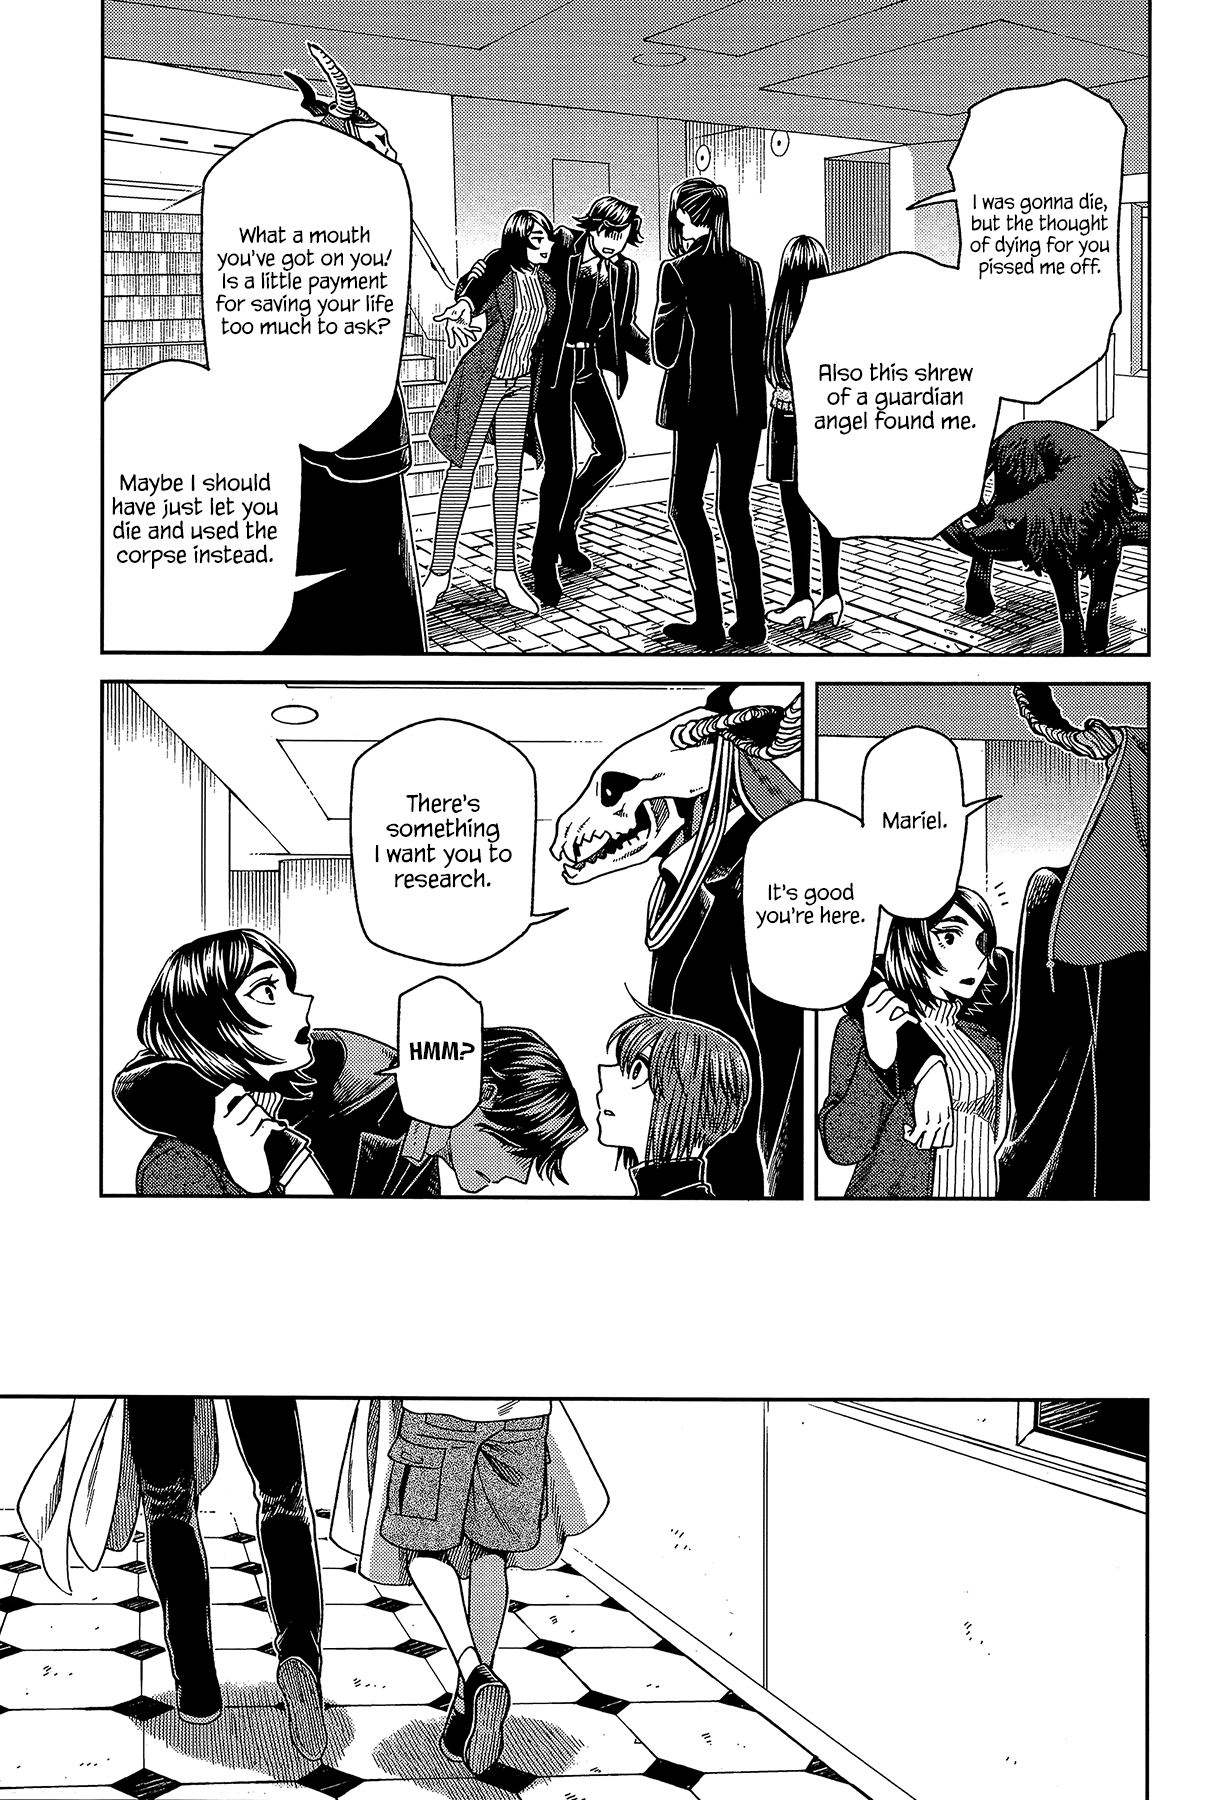 I was gonna die,
but the thought
of dying for you
pissed me off.
Also this shrew
of a guardian
angel found me.
What a mouth
you've got on you!
Is a little payment
for saving your life
too much to ask?
Maybe I should
have just let you
die and used the
corpse instead.
Mariel.
It's good
you're here.
There's
something
I want you to
research.
HMM?